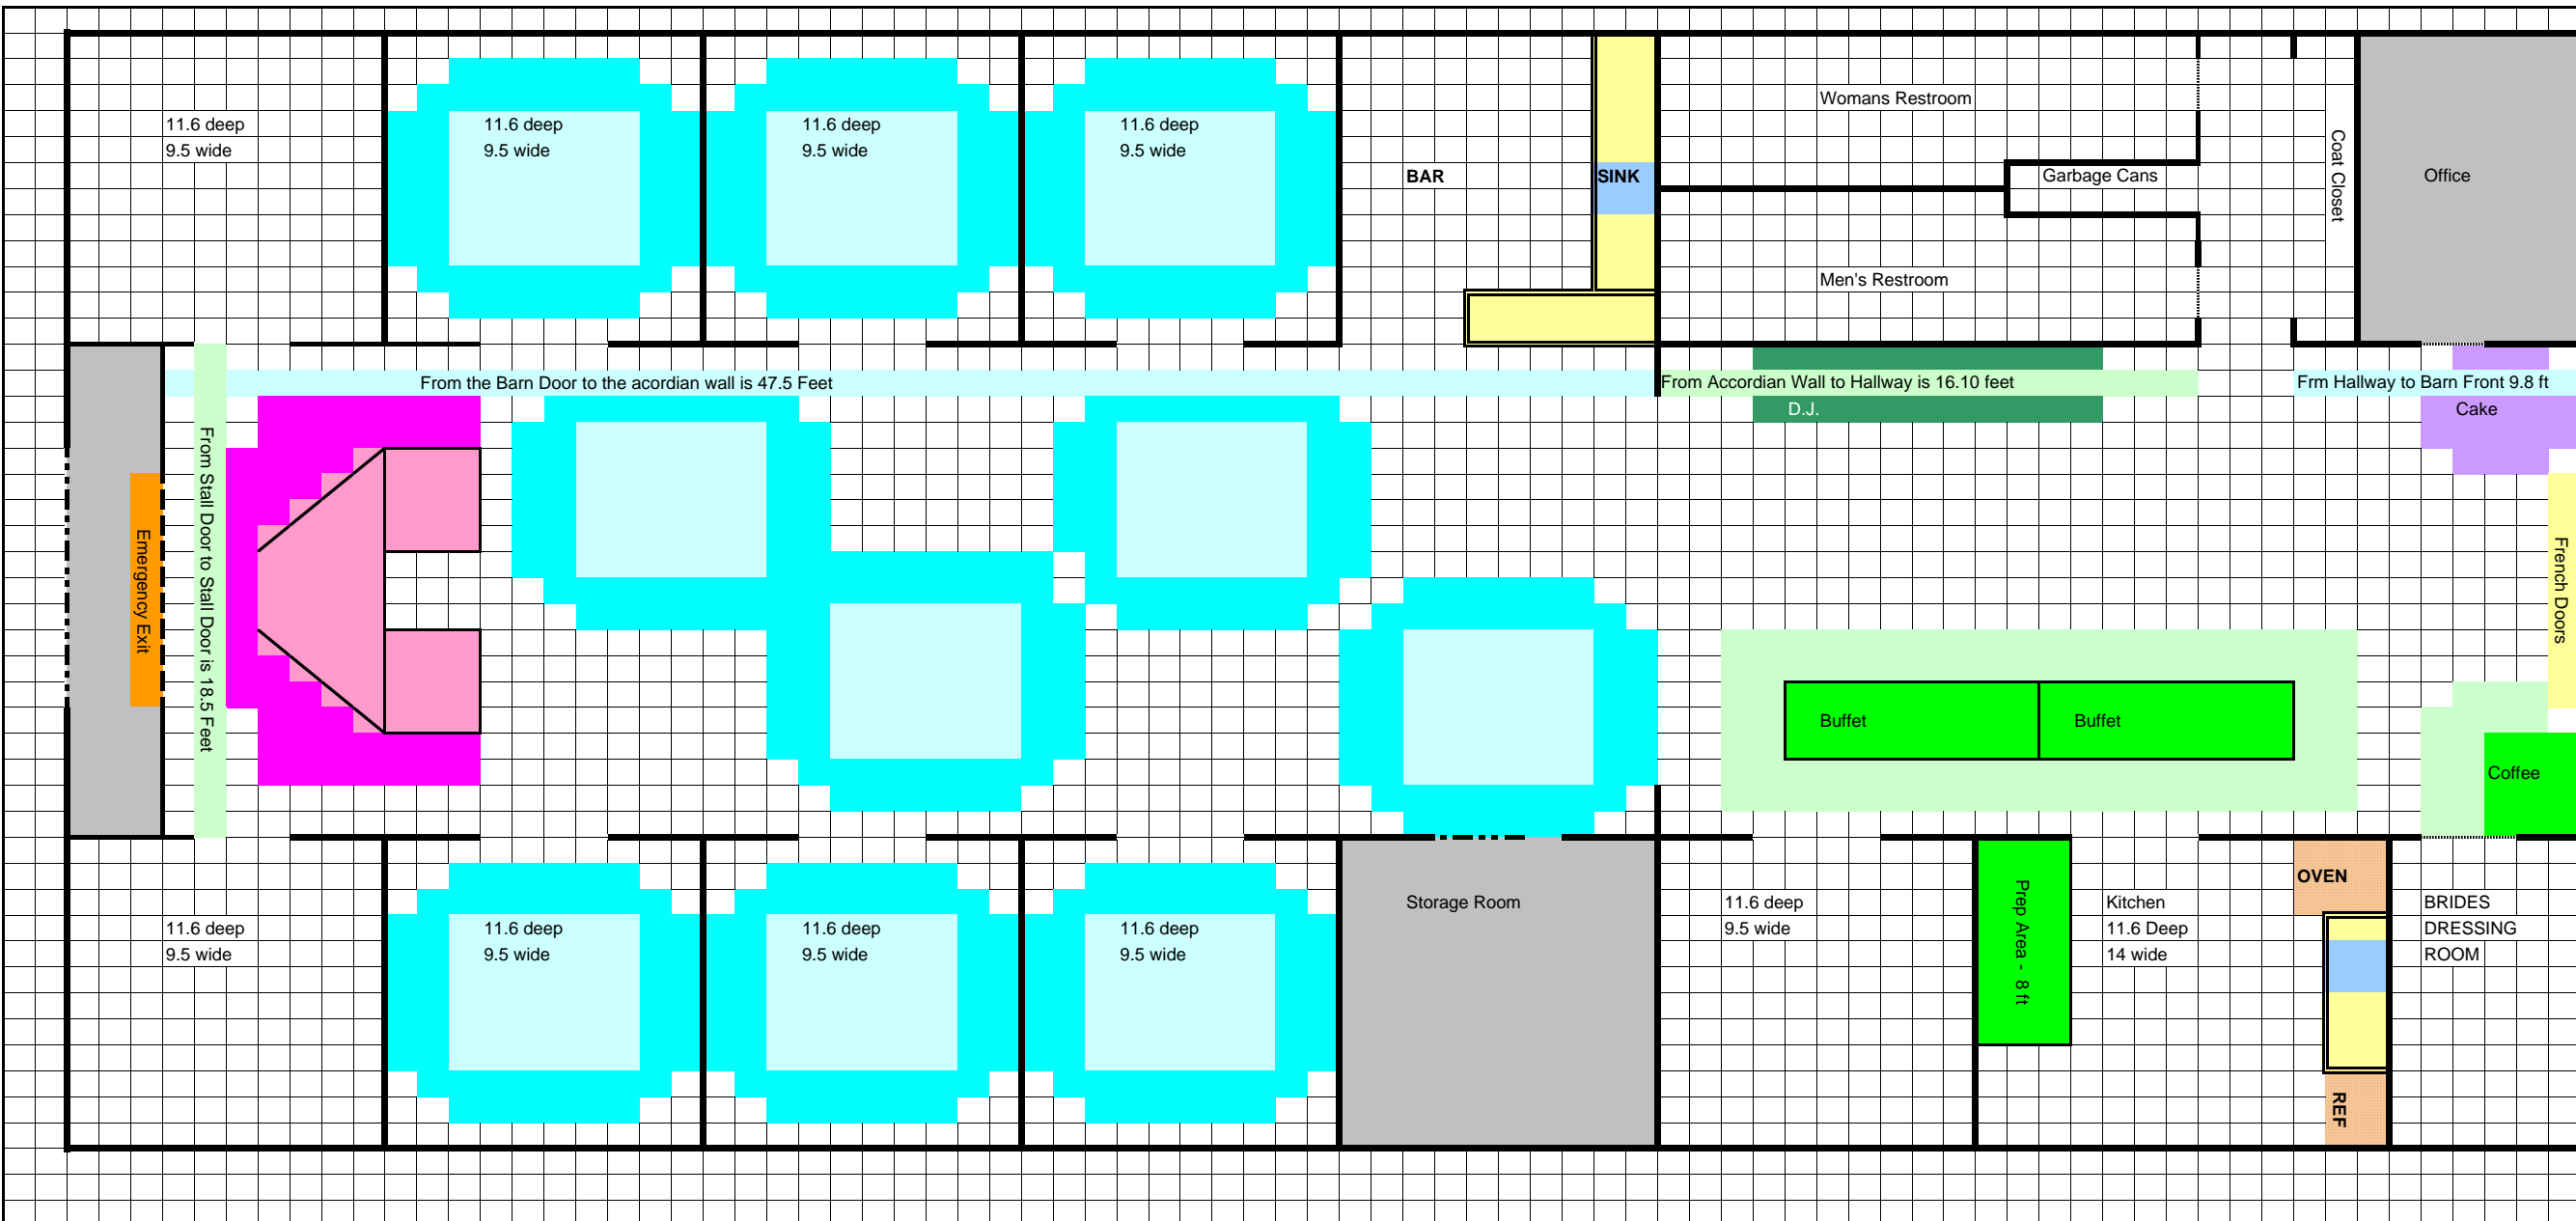 11.6 deep
9.5 wide
11.6 deep
9.5 wide
11.6 deep
9.5 wide
11.6 deep
9.5 wide
BAR
SINK
Womans Restroom
Garbage Cans
Men's Restroom
Coat Closet
Office
From the Barn Door to the acordian wall is 47.5 Feet
From Accordian Wall to Hallway is 16.10 feet
Frm Hallway to Barn Front 9.8 ft
D.J.
Cake
Emergency Exit
From Stall Door to Stall Door is 18.5 Feet
French Doors
Buffet
Buffet
Coffee
11.6 deep
9.5 wide
11.6 deep
9.5 wide
11.6 deep
9.5 wide
11.6 deep
9.5 wide
Storage Room
11.6 deep
9.5 wide
Prep Area - 8 ft
Kitchen
11.6 Deep
14 wide
OVEN
REF
BRIDES
DRESSING
ROOM